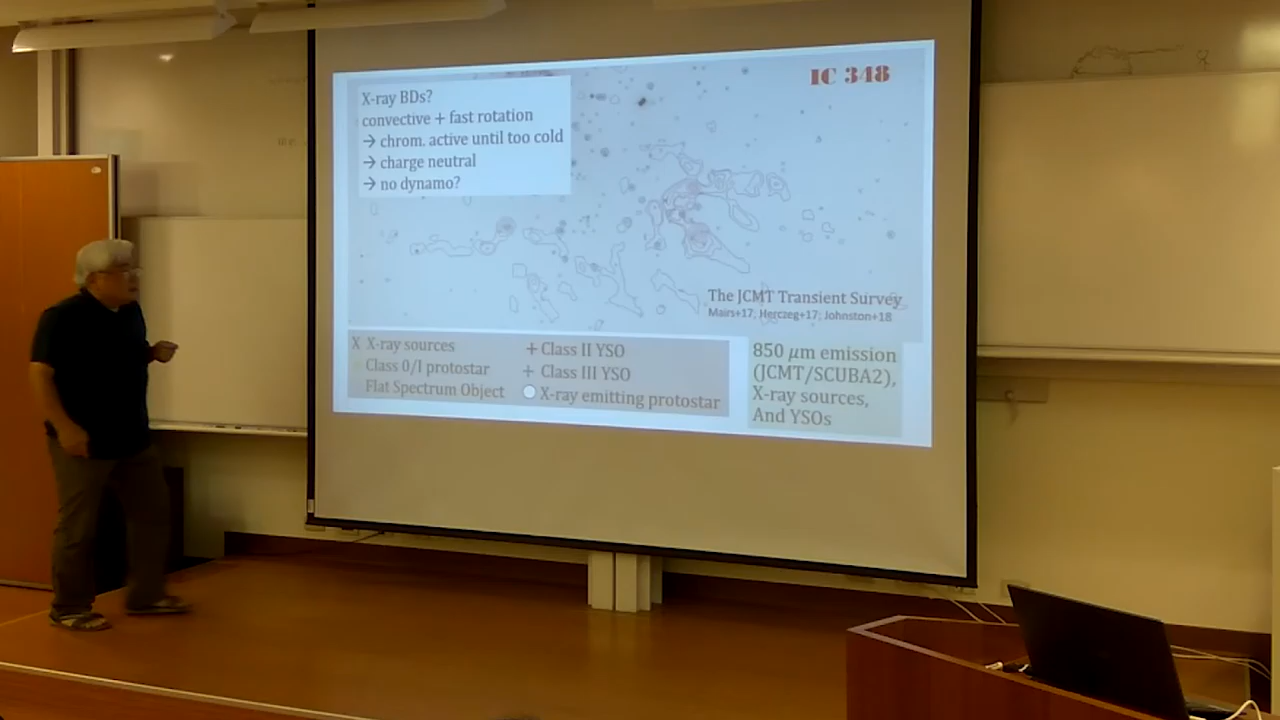 IC 348
X-ray BDs?
convective + fast rotation
→ chrom. active until too cold
→ charge neutral
→ no dynamo?
The JCMT Transient Survey
Mairs+17; Herczeg+17; Johnston+18
X X-ray sources
Class 0/I protostar
Flat Spectrum Object
+ Class II YSO
+ Class III YSO
X-ray emitting protostar
850 μm emission
(JCMT/SCUBA2),
X-ray sources,
And YSOs